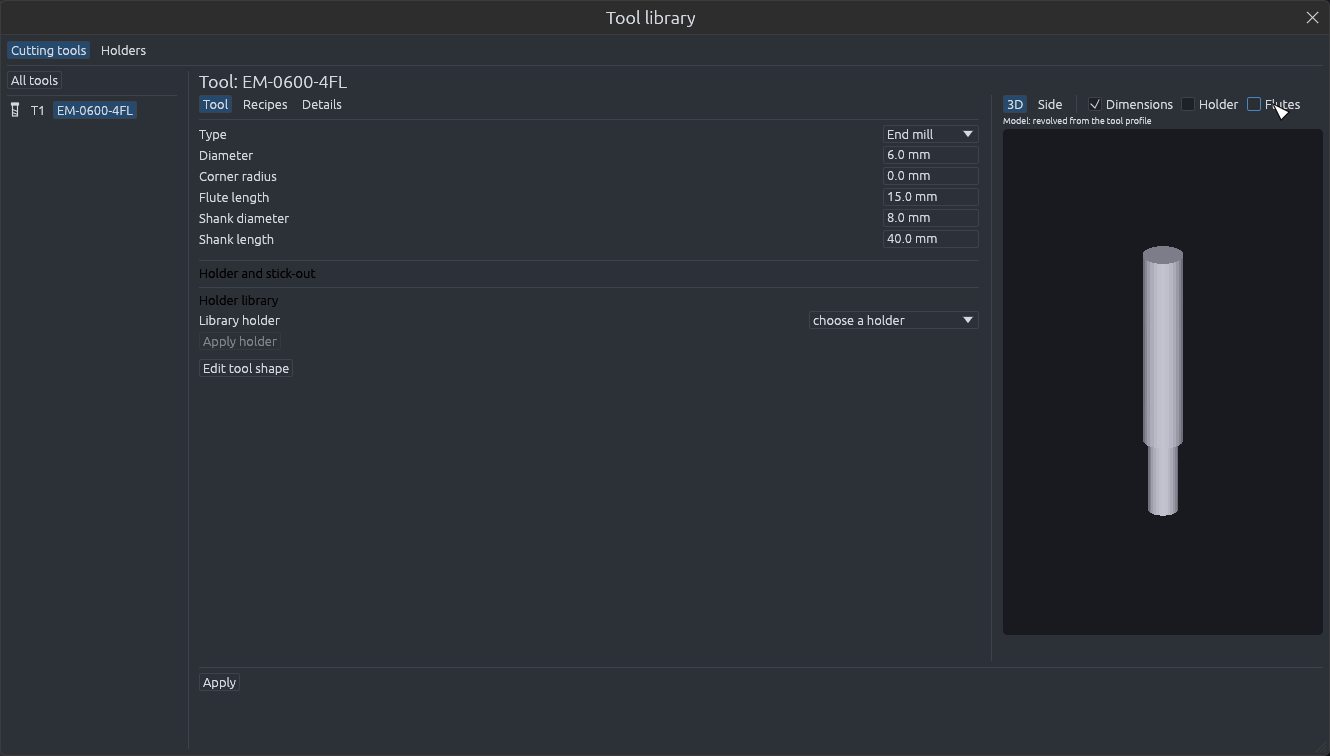 Tool library
Cutting tools Holders
All tools
T1 EM-0600-4FL
Tool: EM-0600-4FL
Tool Recipes Details
Type End mill
Diameter 6.0 mm
Corner radius 0.0 mm
Flute length 15.0 mm
Shank diameter 8.0 mm
Shank length 40.0 mm
Holder and stick-out
Holder library
Library holder choose a holder
Apply holder
Edit tool shape
3D Side Dimensions Holder Flutes
Model: revolved from the tool profile
Apply